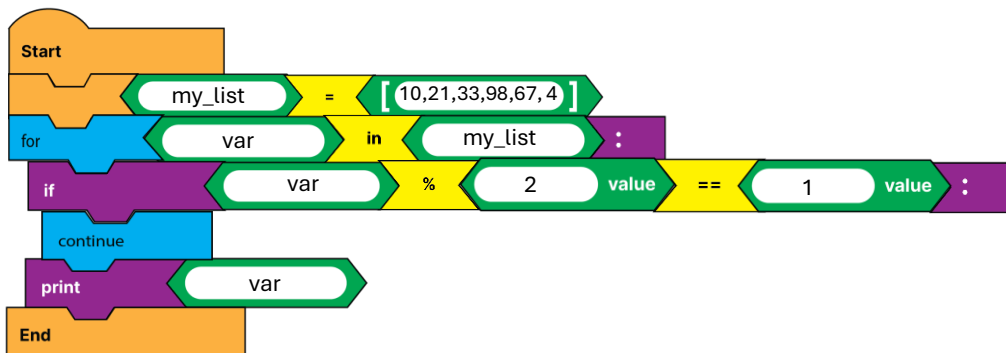 Start
my_list = [ 10,21,33,98,67, 4 ]
for var in my_list :
if var % 2 value == 1 value :
continue
print var
End